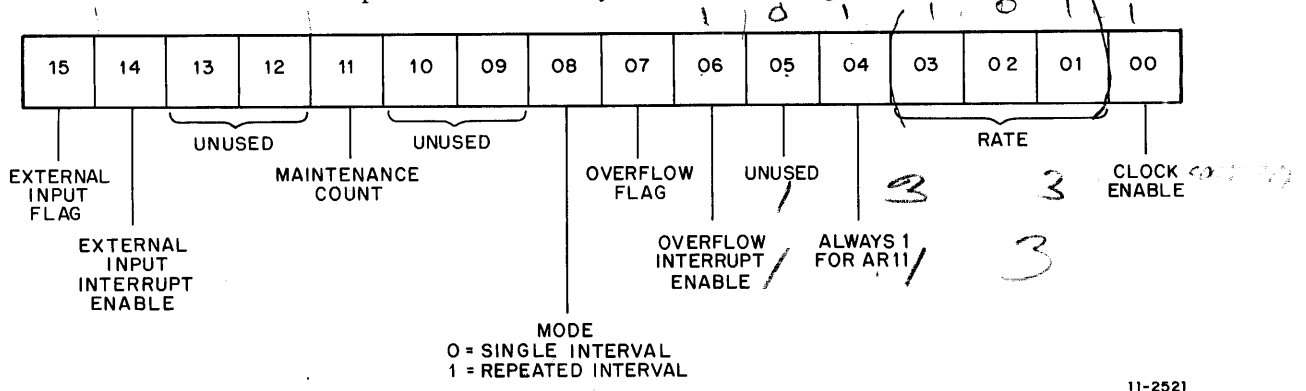 1 0 1 1 0 1 1
15 14 13 12 11 10 09 08 07 06 05 04 03 02 01 00
UNUSED
UNUSED
RATE
EXTERNAL
INPUT
FLAG
MAINTENANCE
COUNT
OVERFLOW
FLAG
UNUSED
CLOCK
ENABLE
3 3
EXTERNAL
INPUT
INTERRUPT
ENABLE
OVERFLOW
INTERRUPT
ENABLE
ALWAYS 1
FOR AR11
3
MODE
0 = SINGLE INTERVAL
1 = REPEATED INTERVAL
11-2521